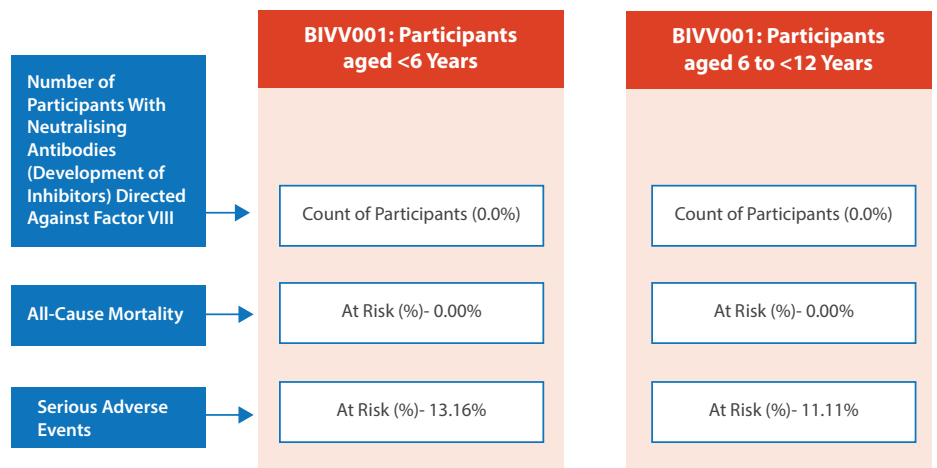 BIVV001: Participants
aged <6 Years
BIVV001: Participants
aged 6 to <12 Years
Number of
Participants With
Neutralising
Antibodies
(Development of
Inhibitors) Directed
Against Factor VIII
Count of Participants (0.0%)
Count of Participants (0.0%)
All-Cause Mortality
At Risk (%)- 0.00%
At Risk (%)- 0.00%
Serious Adverse
Events
At Risk (%)- 13.16%
At Risk (%)- 11.11%